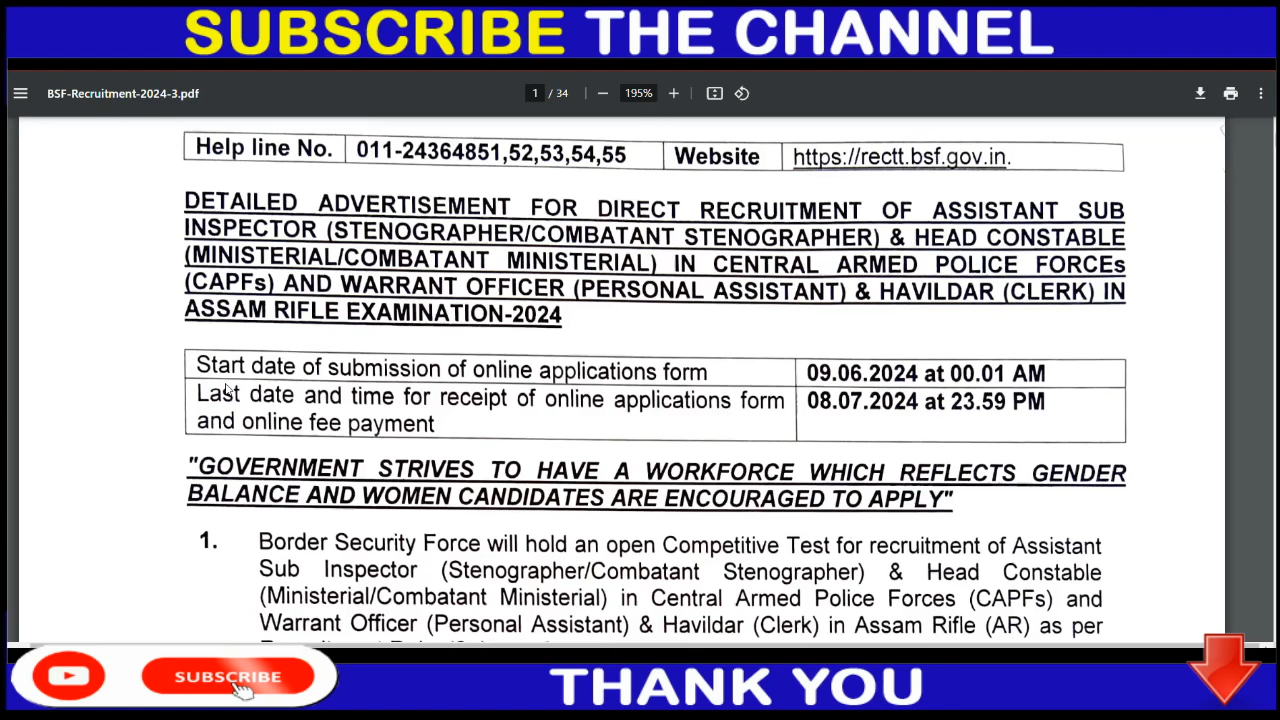 SUBSCRIBE THE CHANNEL
BSF-Recruitment-2024-3.pdf
1 / 34
195%
Help line No. 011-24364851,52,53,54,55 Website https://rectt.bsf.gov.in.
DETAILED ADVERTISEMENT FOR DIRECT RECRUITMENT OF ASSISTANT SUB
INSPECTOR (STENOGRAPHER/COMBATANT STENOGRAPHER) & HEAD CONSTABLE
(MINISTERIAL/COMBATANT MINISTERIAL) IN CENTRAL ARMED POLICE FORCEs
(CAPFs) AND WARRANT OFFICER (PERSONAL ASSISTANT) & HAVILDAR (CLERK) IN
ASSAM RIFLE EXAMINATION-2024
Start date of submission of online applications form 09.06.2024 at 00.01 AM
Last date and time for receipt of online applications form 08.07.2024 at 23.59 PM
and online fee payment
"GOVERNMENT STRIVES TO HAVE A WORKFORCE WHICH REFLECTS GENDER
BALANCE AND WOMEN CANDIDATES ARE ENCOURAGED TO APPLY"
1. Border Security Force will hold an open Competitive Test for recruitment of Assistant
Sub Inspector (Stenographer/Combatant Stenographer) & Head Constable
(Ministerial/Combatant Ministerial) in Central Armed Police Forces (CAPFs) and
Warrant Officer (Personal Assistant) & Havildar (Clerk) in Assam Rifle (AR) as per
SUBSCRIBE
THANK YOU